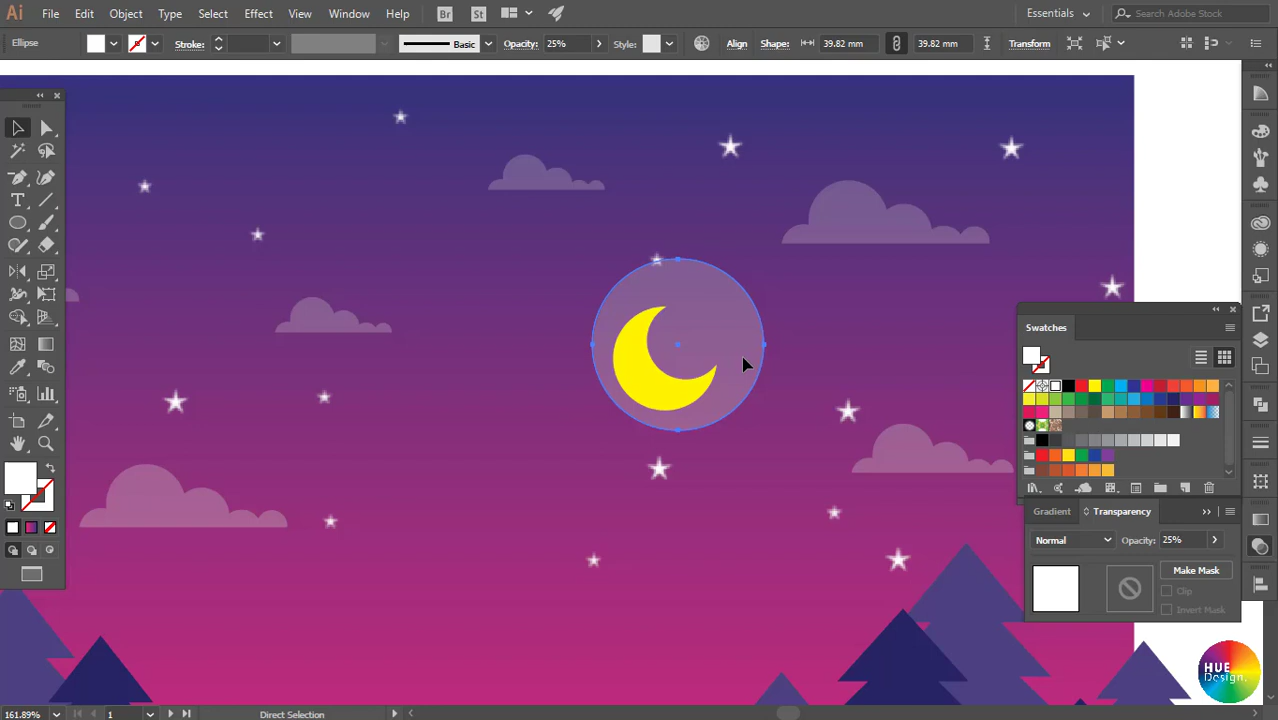 Ai File Edit Object Type Select Effect View Window Help Br St Essentials Search Adobe Stock
Ellipse Stroke: Basic Opacity: 25% Style: Align Shape: 39.82 mm 39.82 mm Transform
Swatches
Gradient Transparency
Normal Opacity: 25%
Make Mask
Clip
Invert Mask
HUE
Design.
161.89% 1 Direct Selection